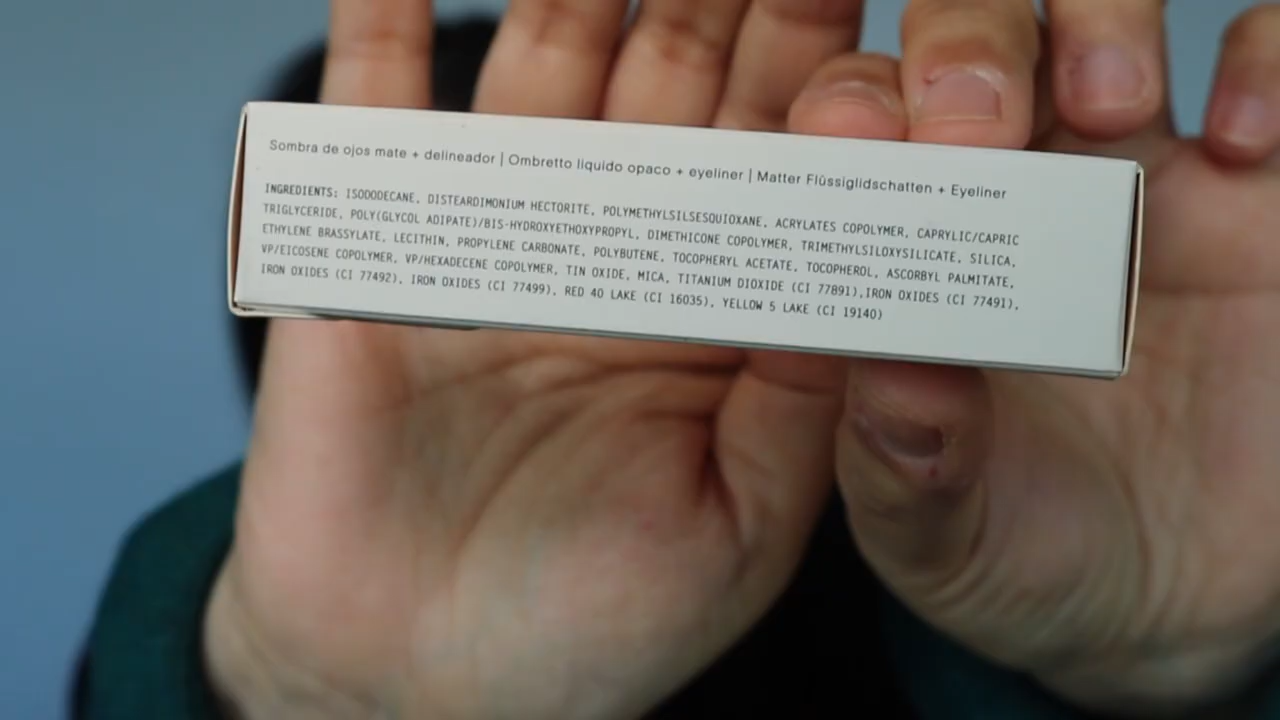 Sombra de ojos mate + delineador | Ombretto liquido opaco + eyeliner | Matter Flüssiglidschatten + Eyeliner
INGREDIENTS: ISODODECANE, DISTEARDIMONIUM HECTORITE, POLYMETHYLSILSESQUIOXANE, ACRYLATES COPOLYMER, CAPRYLIC/CAPRIC
TRIGLYCERIDE, POLY(GLYCOL ADIPATE)/BIS-HYDROXYETHOXYPROPYL, DIMETHICONE COPOLYMER, TRIMETHYLSILOXYSILICATE, SILICA,
ETHYLENE BRASSYLATE, LECITHIN, PROPYLENE CARBONATE, POLYBUTENE, TOCOPHERYL ACETATE, TOCOPHEROL, ASCORBYL PALMITATE,
VP/EICOSENE COPOLYMER, VP/HEXADECENE COPOLYMER, TIN OXIDE, MICA, TITANIUM DIOXIDE (CI 77891),IRON OXIDES (CI 77491),
IRON OXIDES (CI 77492), IRON OXIDES (CI 77499), RED 40 LAKE (CI 16035), YELLOW 5 LAKE (CI 19140)